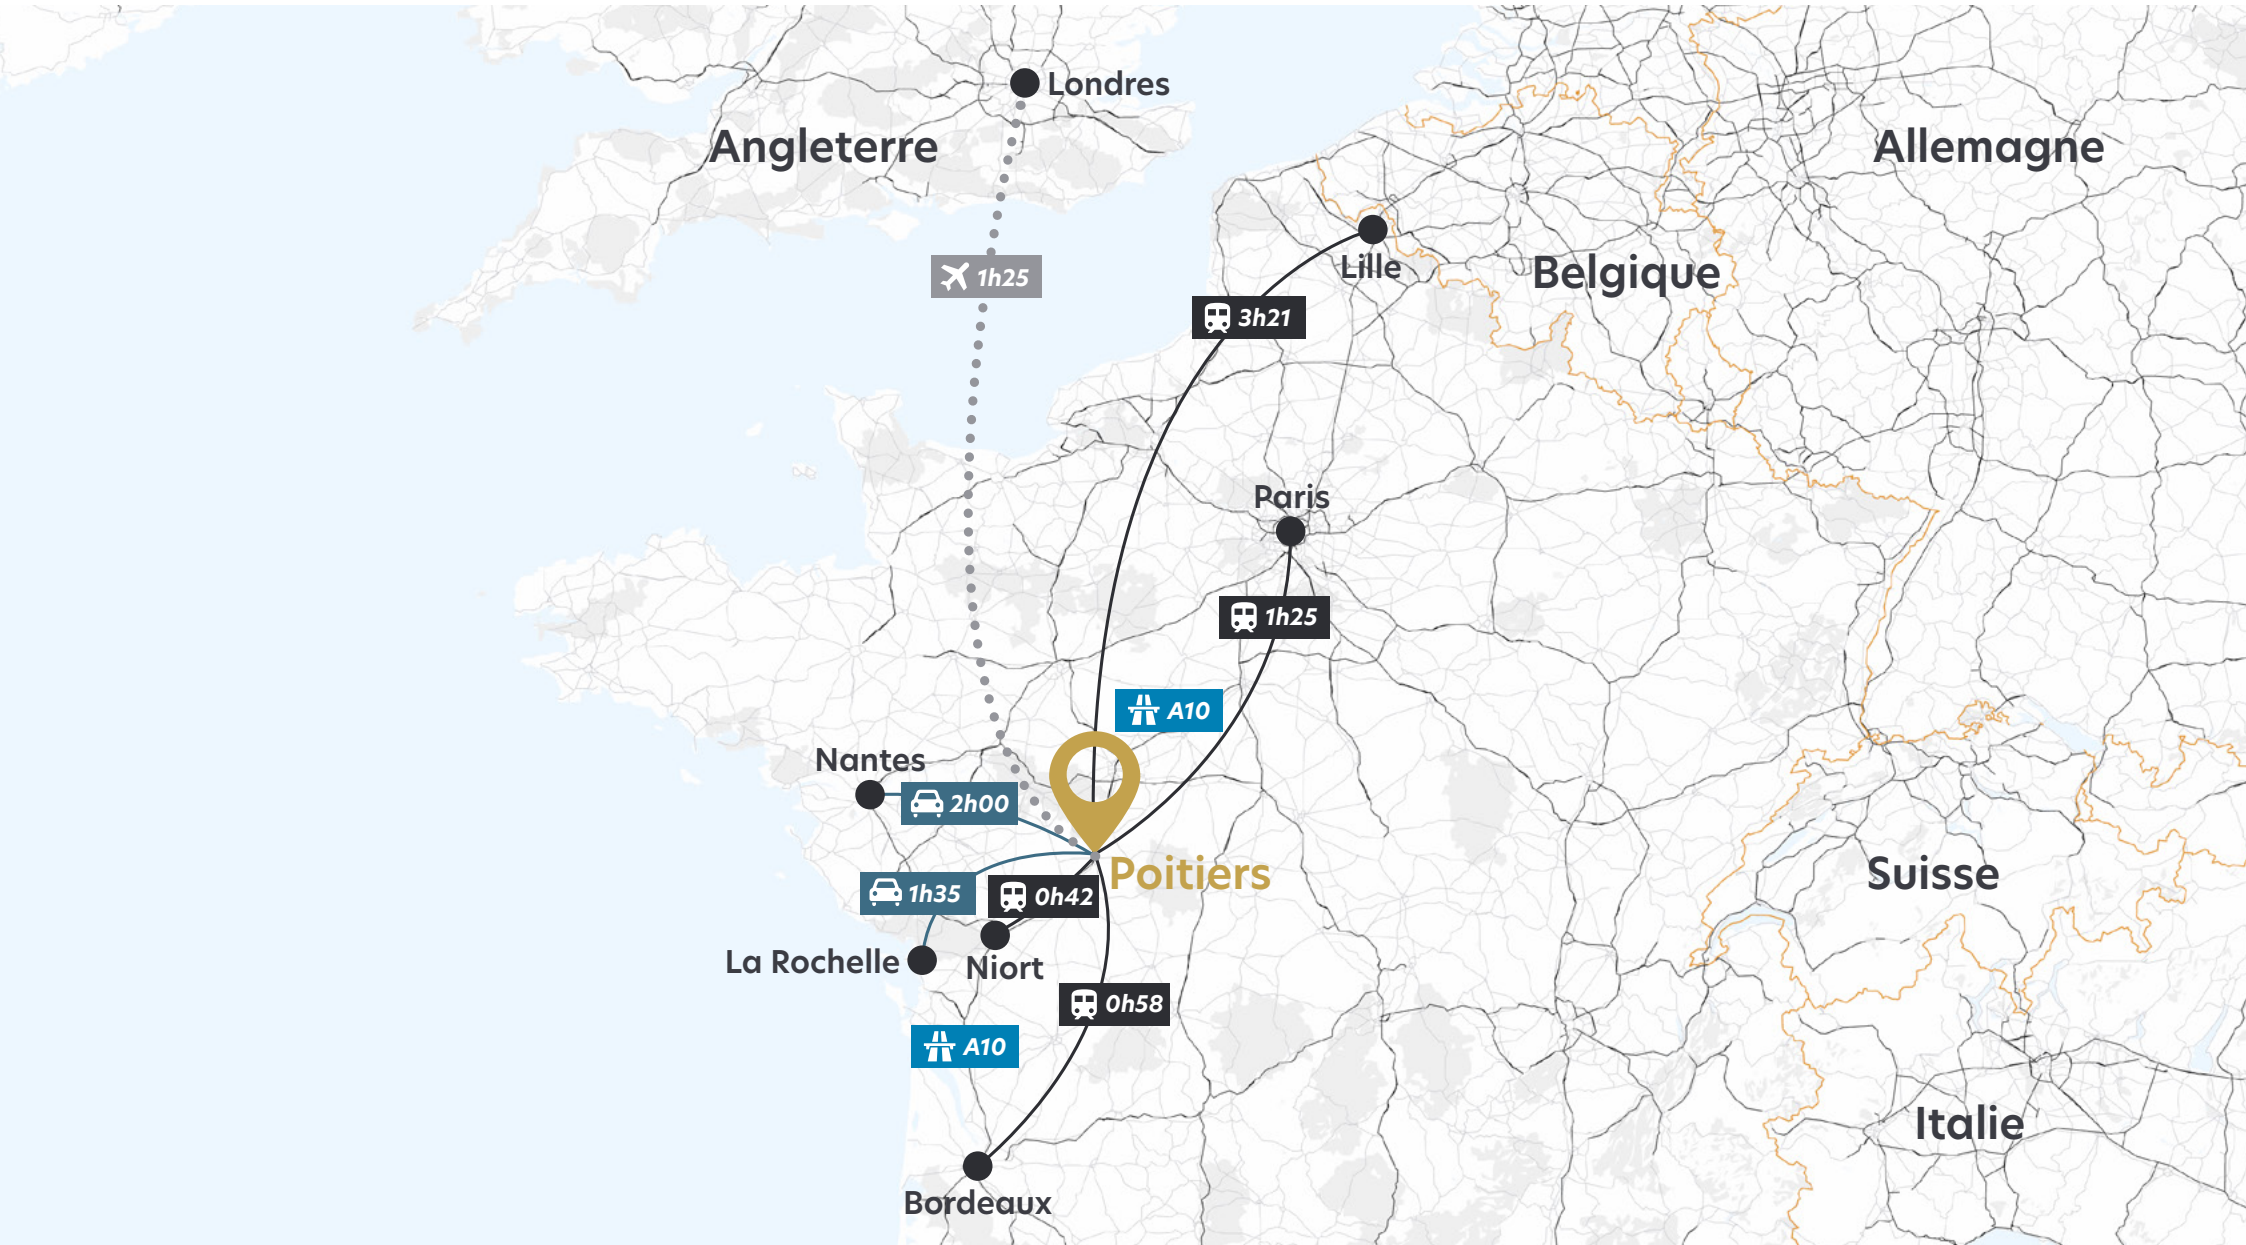 Londres
Angleterre
Allemagne
1h25
Lille
Belgique
3h21
Paris
1h25
A10
Nantes
2h00
Poitiers
1h35
0h42
Suisse
La Rochelle
Niort
0h58
A10
Italie
Bordeaux